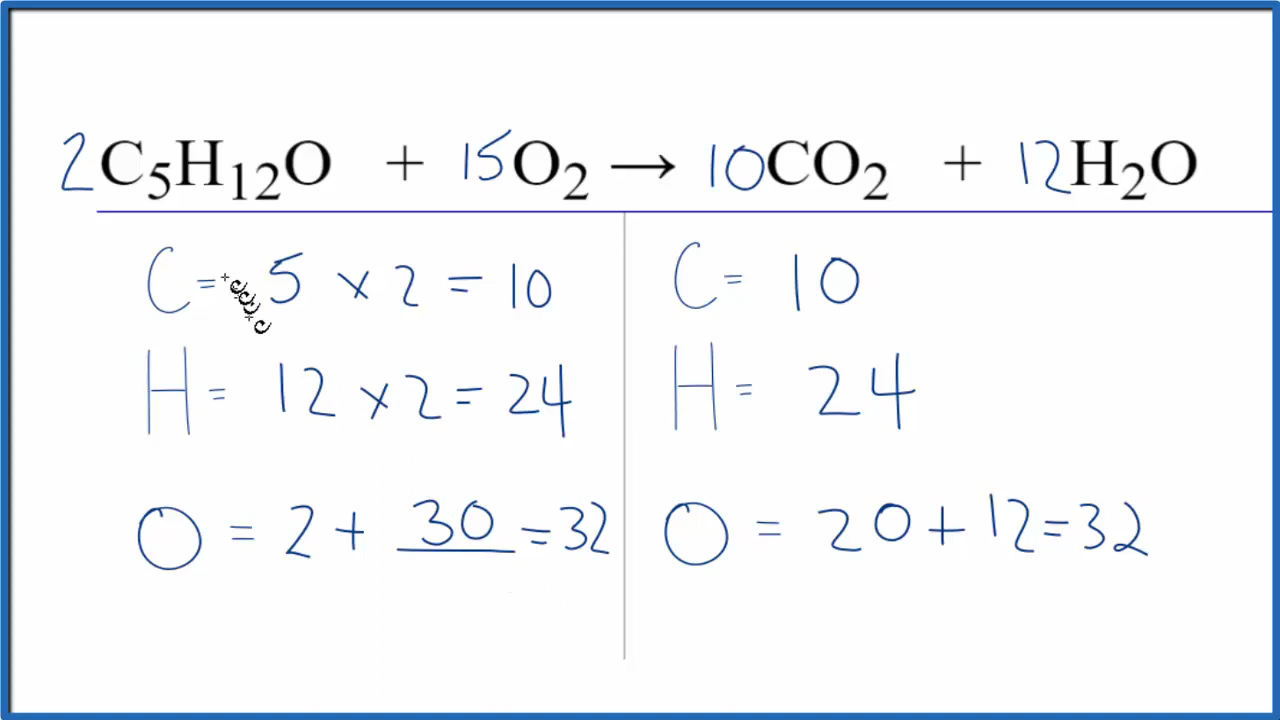 2C₅H₁₂O + 15O₂ → 10CO₂ + 12H₂O
C = 5 × 2 = 10
H = 12 × 2 = 24
O = 2 + 30 = 32
C = 10
H = 24
O = 20 + 12 = 32